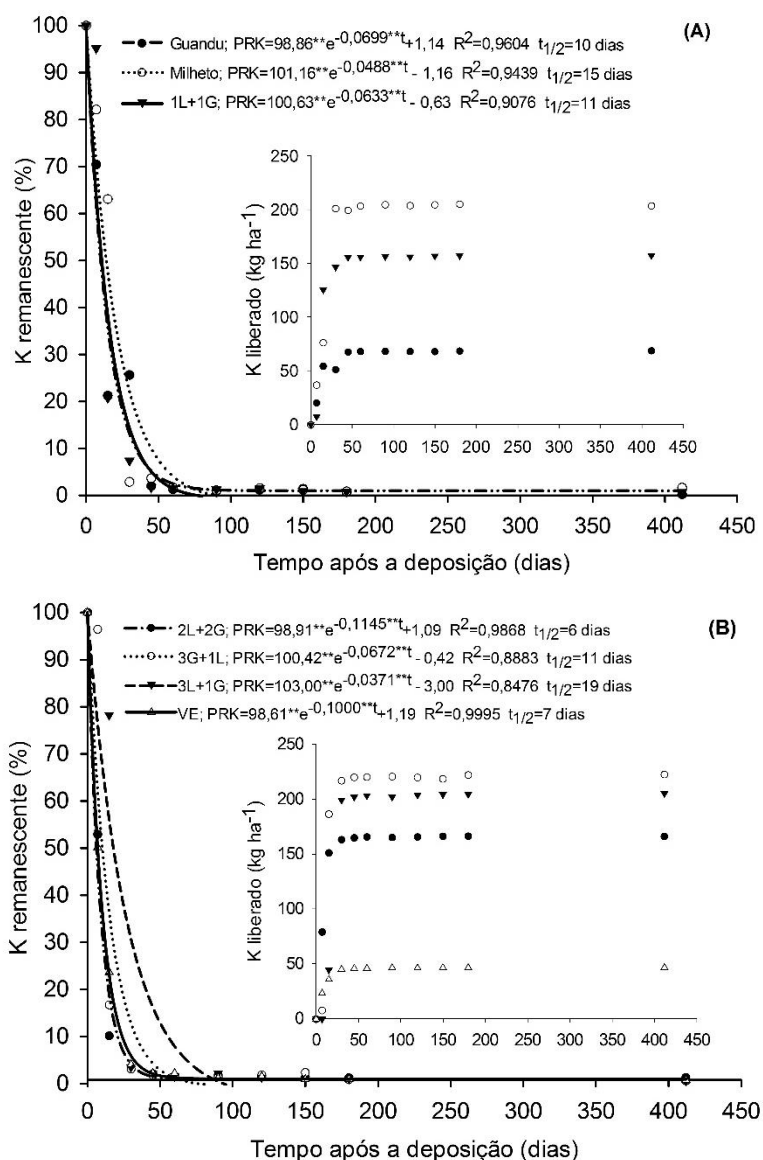 (A)
Guandu; PRK=98,86**e-0,0699**t+1,14 R2=0,9604 t1/2=10 dias
Milheto; PRK=101,16**e-0,0488**t - 1,16 R2=0,9439 t1/2=15 dias
1L+1G; PRK=100,63**e-0,0633**t - 0,63 R2=0,9076 t1/2=11 dias
K remanescente (%)
100
90
80
70
60
50
40
30
20
10
0
K liberado (kg ha-1)
250
200
150
100
50
0
0 50 100 150 200 250 300 350 400 450
0 50 100 150 200 250 300 350 400 450
Tempo após a deposição (dias)
(B)
2L+2G; PRK=98,91**e-0,1145**t+1,09 R2=0,9868 t1/2=6 dias
3G+1L; PRK=100,42**e-0,0672**t - 0,42 R2=0,8883 t1/2=11 dias
3L+1G; PRK=103,00**e-0,0371**t - 3,00 R2=0,8476 t1/2=19 dias
VE; PRK=98,61**e-0,1000**t+1,19 R2=0,9995 t1/2=7 dias
K remanescente (%)
100
90
80
70
60
50
40
30
20
10
0
K liberado (kg ha-1)
250
200
150
100
50
0
0 50 100 150 200 250 300 350 400 450
0 50 100 150 200 250 300 350 400 450
Tempo após a deposição (dias)